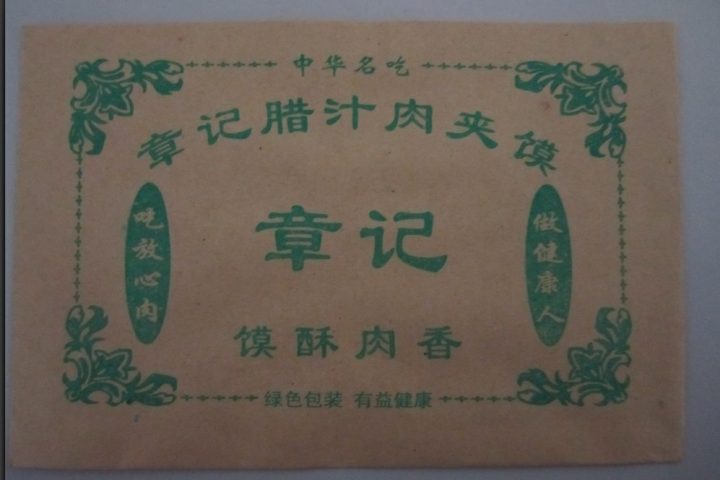 中华名吃
章记腊汁肉夹馍
吃放心肉
章记
做健康人
馍酥肉香
绿色包装 有益健康